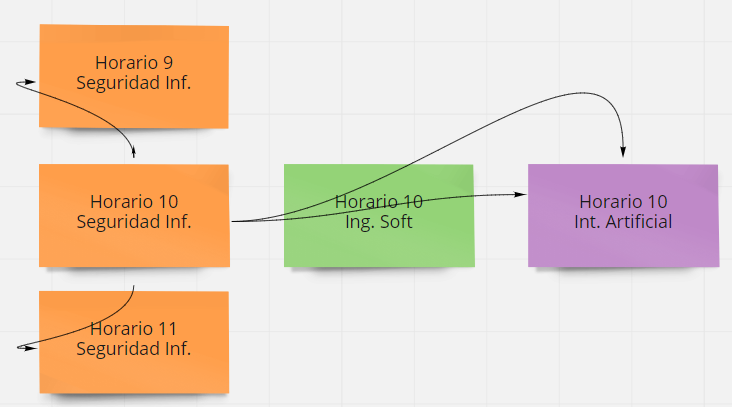 Horario 9
Seguridad Inf.
Horario 10
Seguridad Inf.
Horario 10
Ing. Soft
Horario 10
Int. Artificial
Horario 11
Seguridad Inf.